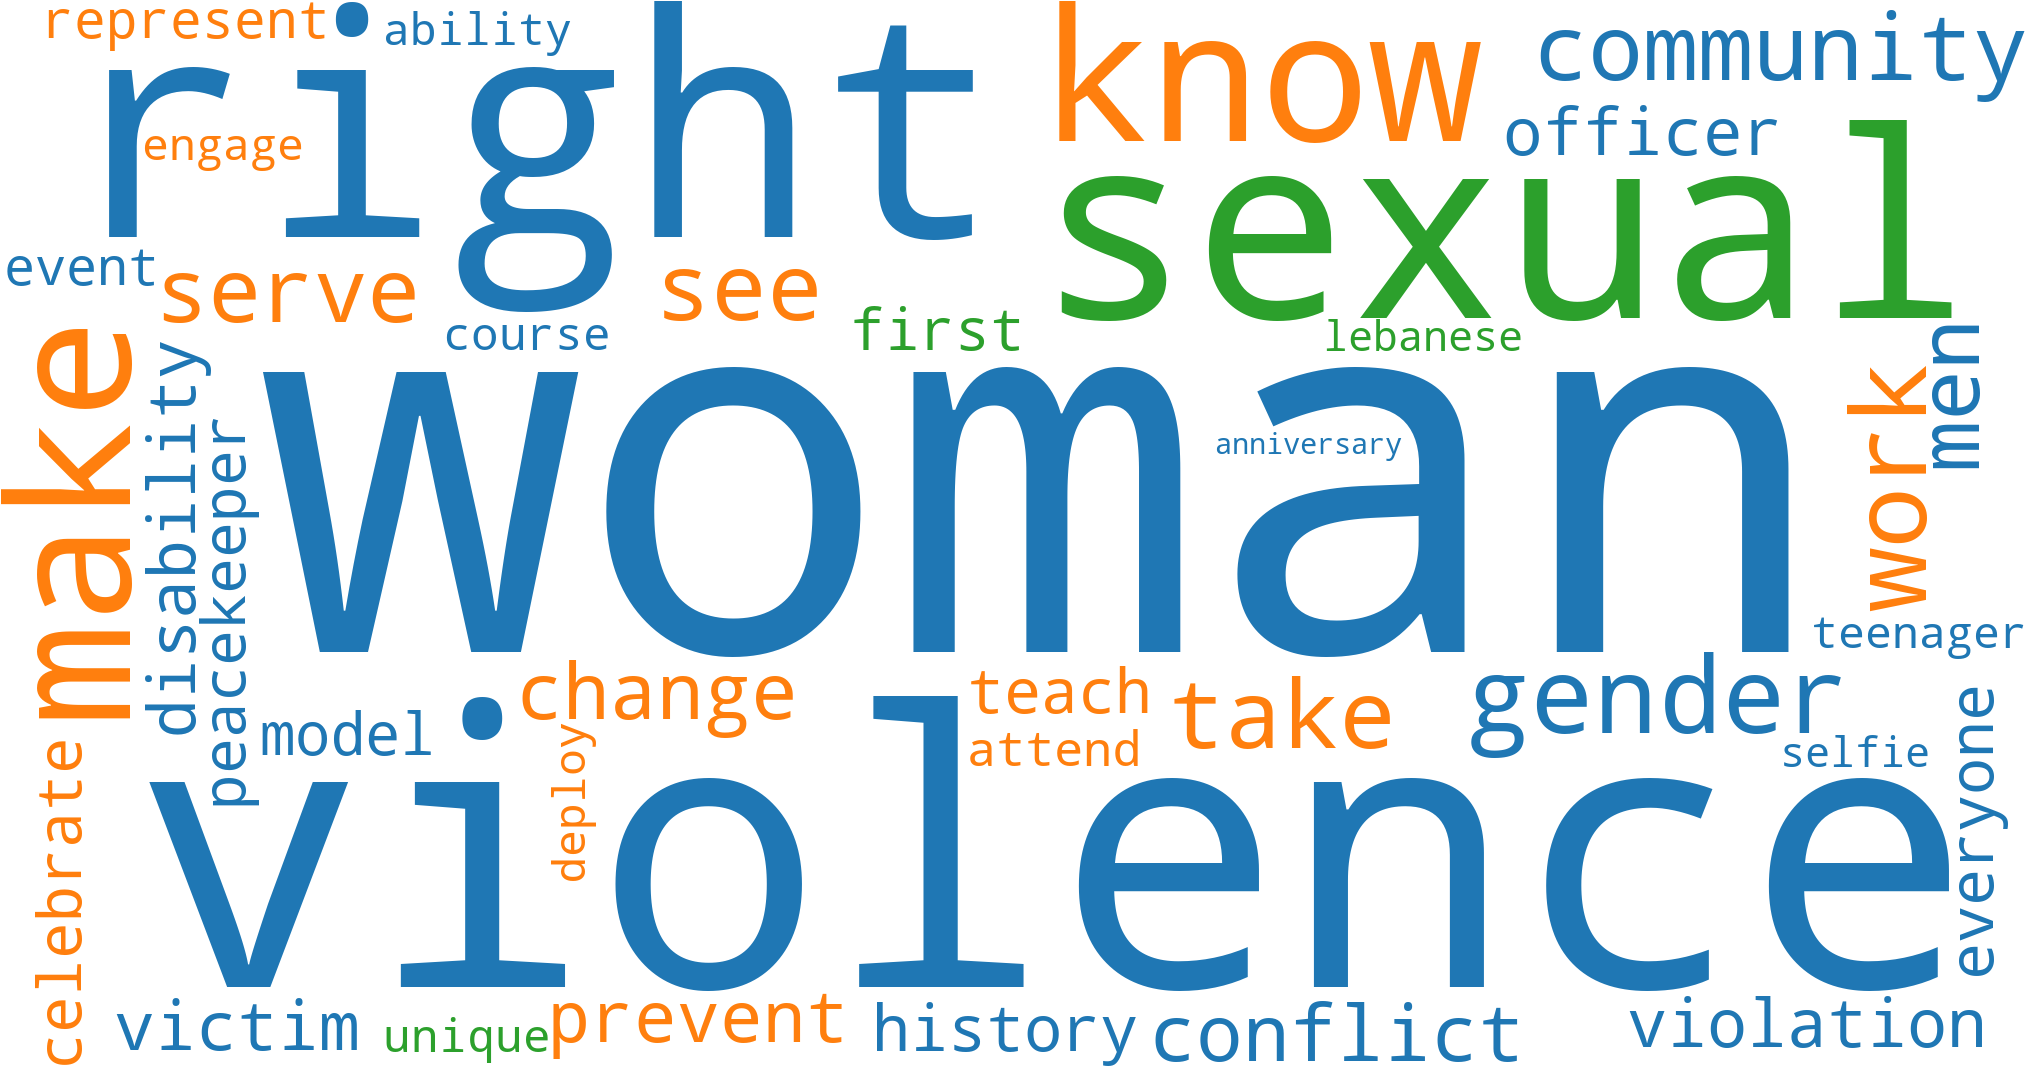 represent
ability
right
know
community
engage
officer
sexual
event
serve
see
course
first
lebanese
men
make
disability
peacekeeper
woman
anniversary
work
teenager
change
teach
take
gender
model
attend
selfie
deploy
everyone
celebrate
violence
victim
unique
prevent
history
conflict
violation